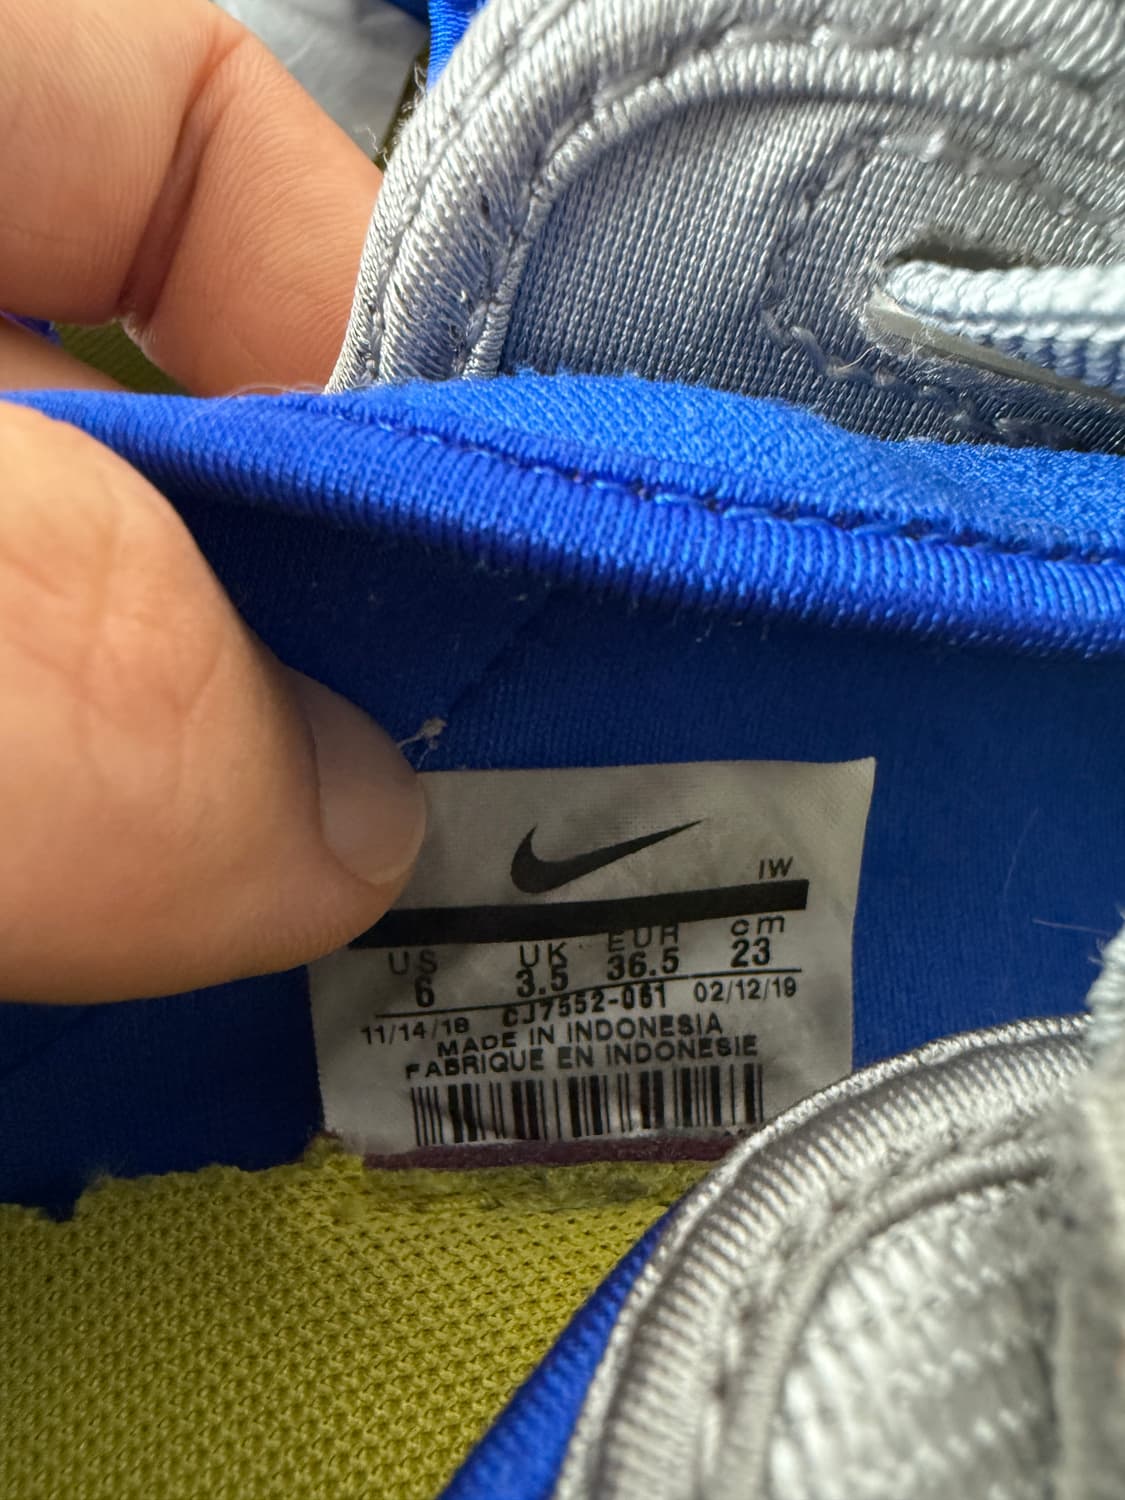 IW
US UK EUR cm
6 3.5 36.5 23
11/14/18 CJ7552-061 02/12/19
MADE IN INDONESIA
FABRIQUE EN INDONESIE